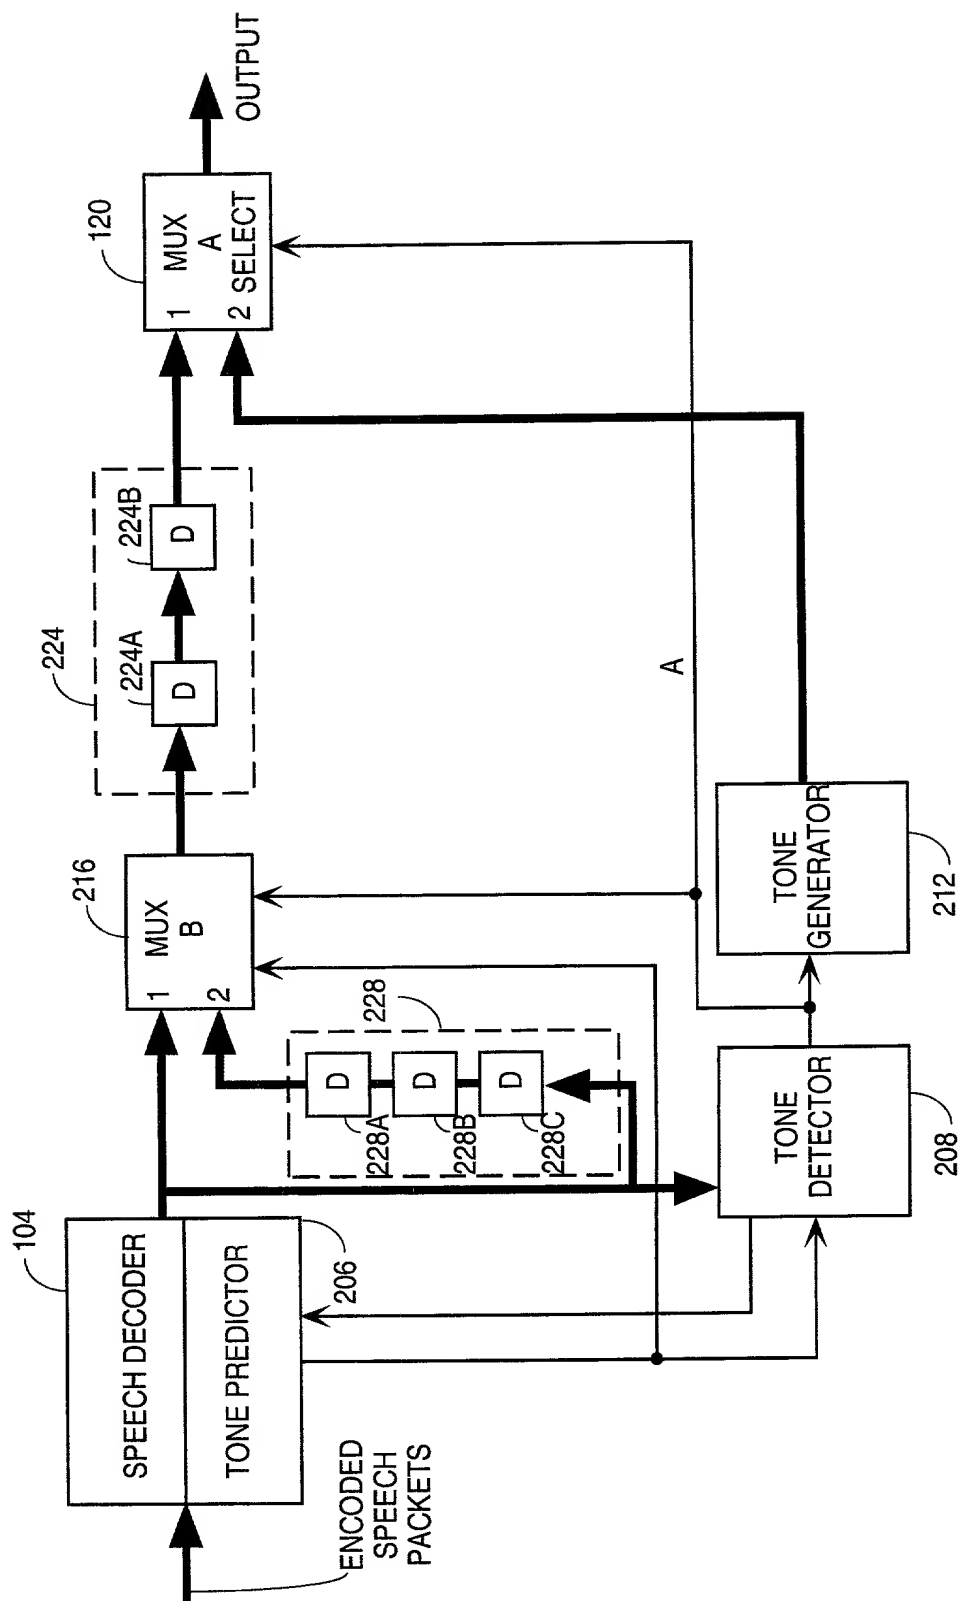 ENCODED
SPEECH
PACKETS
104
SPEECH DECODER
TONE PREDICTOR
206
228
D
D
D
228A
228B
228C
216
1
2
MUX
B
224
224A
D
224B
D
120
1
2
MUX
A
SELECT
OUTPUT
A
TONE
DETECTOR
208
TONE
GENERATOR
212